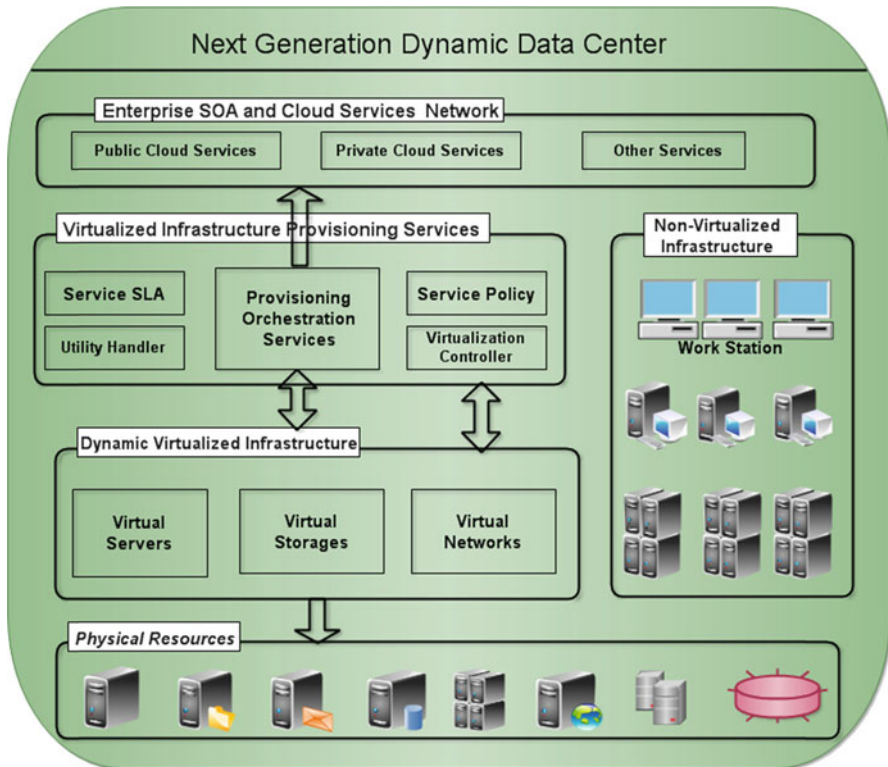 Next Generation Dynamic Data Center
Enterprise SOA and Cloud Services Network
Public Cloud Services
Private Cloud Services
Other Services
Virtualized Infrastructure Provisioning Services
Service SLA
Utility Handler
Provisioning
Orchestration
Services
Service Policy
Virtualization
Controller
Non-Virtualized
Infrastructure
Work Station
Dynamic Virtualized Infrastructure
Virtual
Servers
Virtual
Storages
Virtual
Networks
Physical Resources